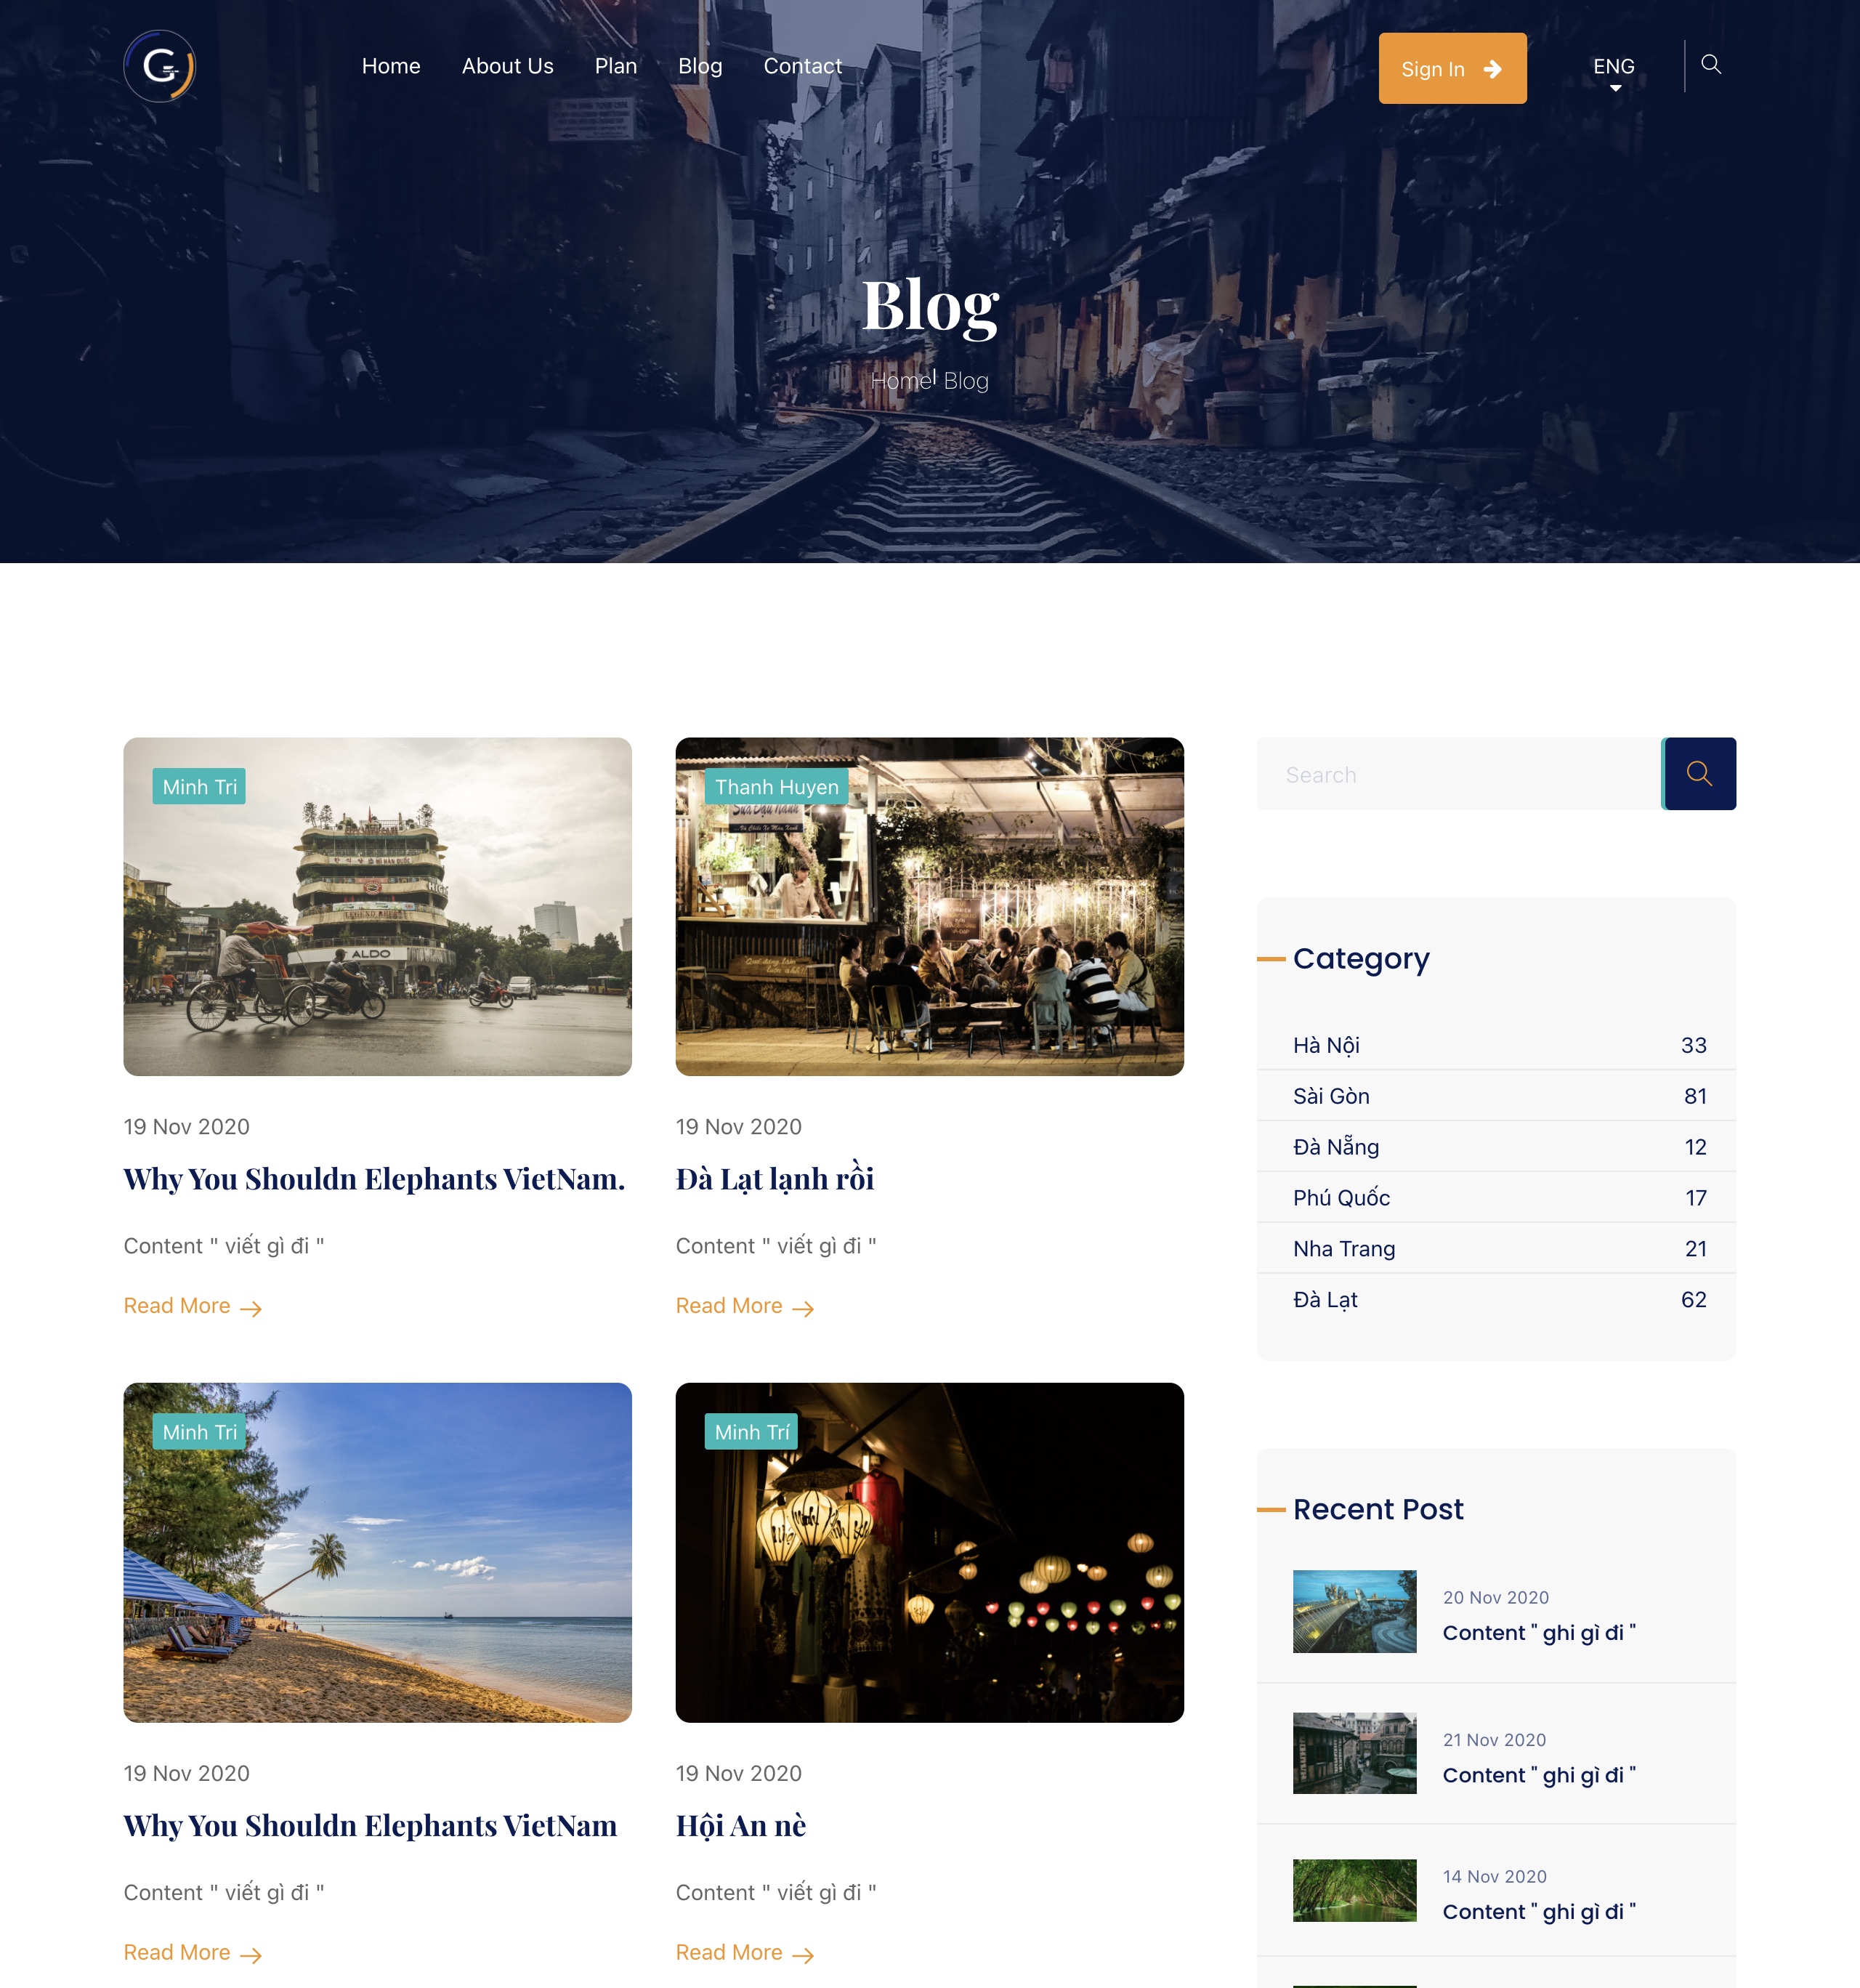 G
Home About Us Plan Blog Contact
Sign In
ENG
Blog
Home| Blog
Minh Tri
ALDO
Thanh Huyen
Sữa Đậu Nành
Search
19 Nov 2020
Why You Shouldn Elephants VietNam.
Content " viết gì đi "
Read More
19 Nov 2020
Đà Lạt lạnh rồi
Content " viết gì đi "
Read More
Minh Tri
19 Nov 2020
Why You Shouldn Elephants VietNam
Content " viết gì đi "
Read More
Minh Trí
19 Nov 2020
Hội An nè
Content " viết gì đi "
Read More
Category
Hà Nội 33
Sài Gòn 81
Đà Nẵng 12
Phú Quốc 17
Nha Trang 21
Đà Lạt 62
Recent Post
20 Nov 2020
Content " ghi gì đi "
21 Nov 2020
Content " ghi gì đi "
14 Nov 2020
Content " ghi gì đi "